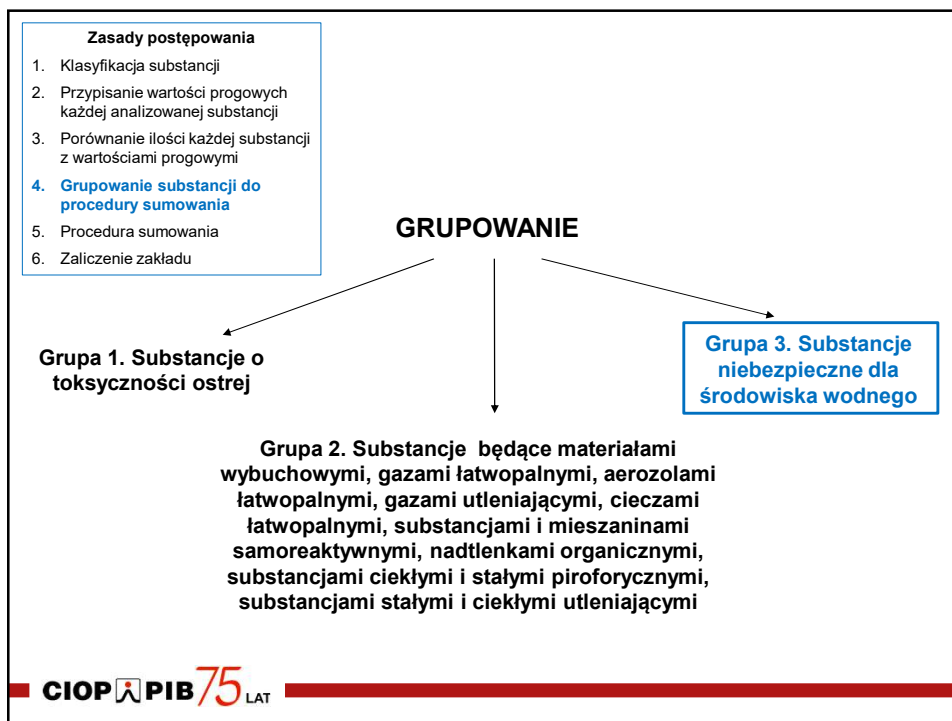 Zasady postępowania
1. Klasyfikacja substancji
2. Przypisanie wartości progowych
każdej analizowanej substancji
3. Porównanie ilości każdej substancji
z wartościami progowymi
4. Grupowanie substancji do
procedury sumowania
5. Procedura sumowania
6. Zaliczenie zakładu
GRUPOWANIE
Grupa 1. Substancje o
toksyczności ostrej
Grupa 3. Substancje
niebezpieczne dla
środowiska wodnego
Grupa 2. Substancje będące materiałami
wybuchowymi, gazami łatwopalnymi, aerozolami
łatwopalnymi, gazami utleniającymi, cieczami
łatwopalnymi, substancjami i mieszaninami
samoreaktywnymi, nadtlenkami organicznymi,
substancjami ciekłymi i stałymi piroforycznymi,
substancjami stałymi i ciekłymi utleniającymi
CIOP PIB 75 LAT